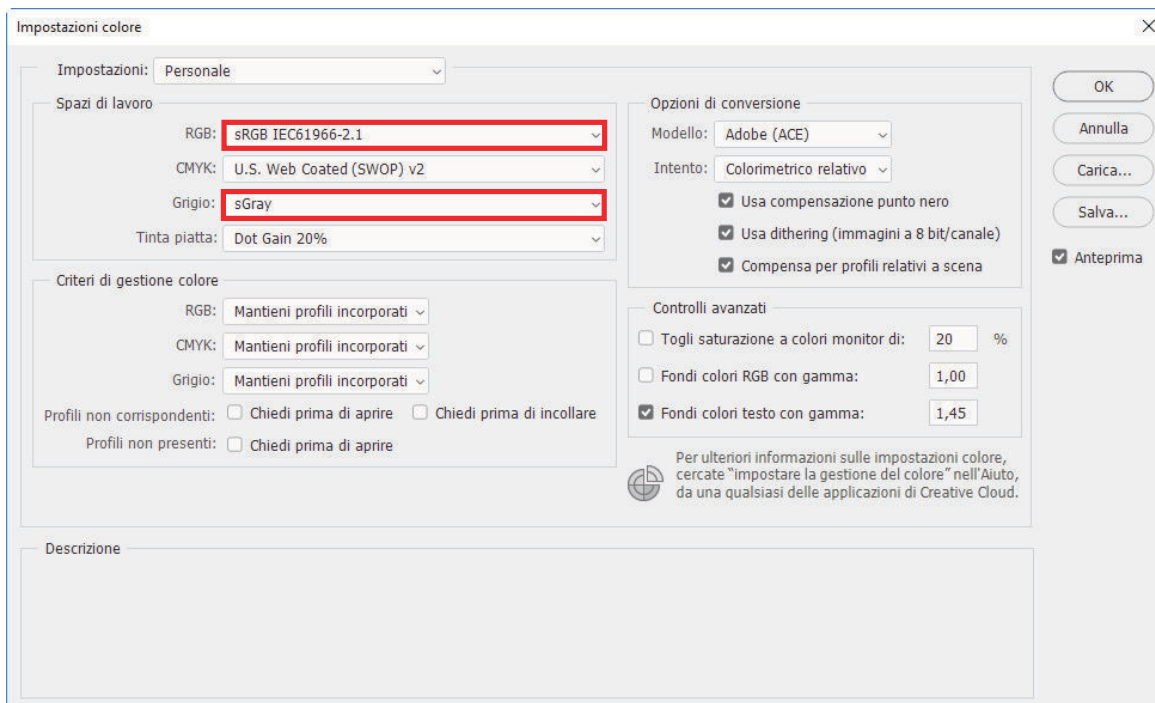 Impostazioni colore
Impostazioni: Personale
Spazi di lavoro
RGB: sRGB IEC61966-2.1
CMYK: U.S. Web Coated (SWOP) v2
Grigio: sGray
Tinta piatta: Dot Gain 20%
Criteri di gestione colore
RGB: Mantieni profili incorporati
CMYK: Mantieni profili incorporati
Grigio: Mantieni profili incorporati
Profili non corrispondenti: Chiedi prima di aprire Chiedi prima di incollare
Profili non presenti: Chiedi prima di aprire
Opzioni di conversione
Modello: Adobe (ACE)
Intento: Colorimetrico relativo
Usa compensazione punto nero
Usa dithering (immagini a 8 bit/canale)
Compensa per profili relativi a scena
Controlli avanzati
Togli saturazione a colori monitor di: 20 %
Fondi colori RGB con gamma: 1,00
Fondi colori testo con gamma: 1,45
Per ulteriori informazioni sulle impostazioni colore,
cercate “impostare la gestione del colore” nell'Aiuto,
da una qualsiasi delle applicazioni di Creative Cloud.
OK
Annulla
Carica...
Salva...
Anteprima
Descrizione